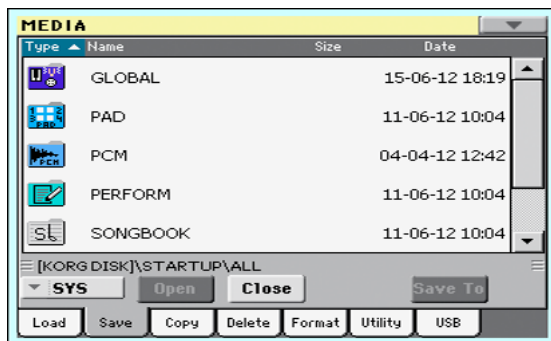 MEDIA
Type Name Size Date
GLOBAL 15-06-12 18:19
PAD 11-06-12 10:04
PCM 04-04-12 12:42
PERFORM 11-06-12 10:04
SONGBOOK 11-06-12 10:04
[KORG DISK]\STARTUP\ALL
SYS Open Close Save To
Load Save Copy Delete Format Utility USB